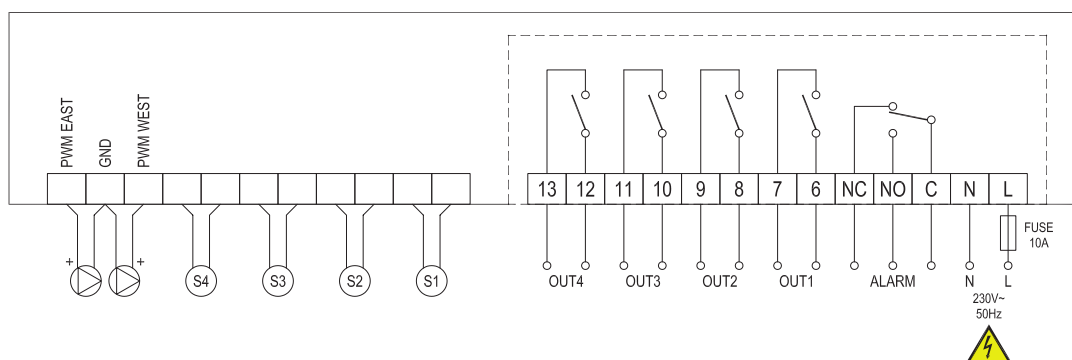 PWM EAST
GND
PWM WEST
13 12 11 10 9 8 7 6 NC NO C N L
FUSE
10A
+ + S4 S3 S2 S1
OUT4 OUT3 OUT2 OUT1 ALARM N L
230V~
50Hz